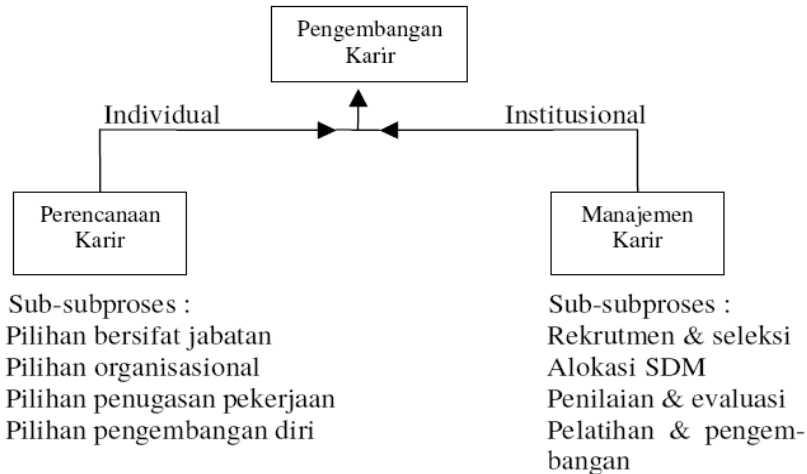 Pengembangan
Karir
Individual
Institusional
Perencanaan
Karir
Manajemen
Karir
Sub-subproses :
Pilihan bersifat jabatan
Pilihan organisasional
Pilihan penugasan pekerjaan
Pilihan pengembangan diri
Sub-subproses :
Rekrutmen & seleksi
Alokasi SDM
Penilaian & evaluasi
Pelatihan & pengem-
bangan